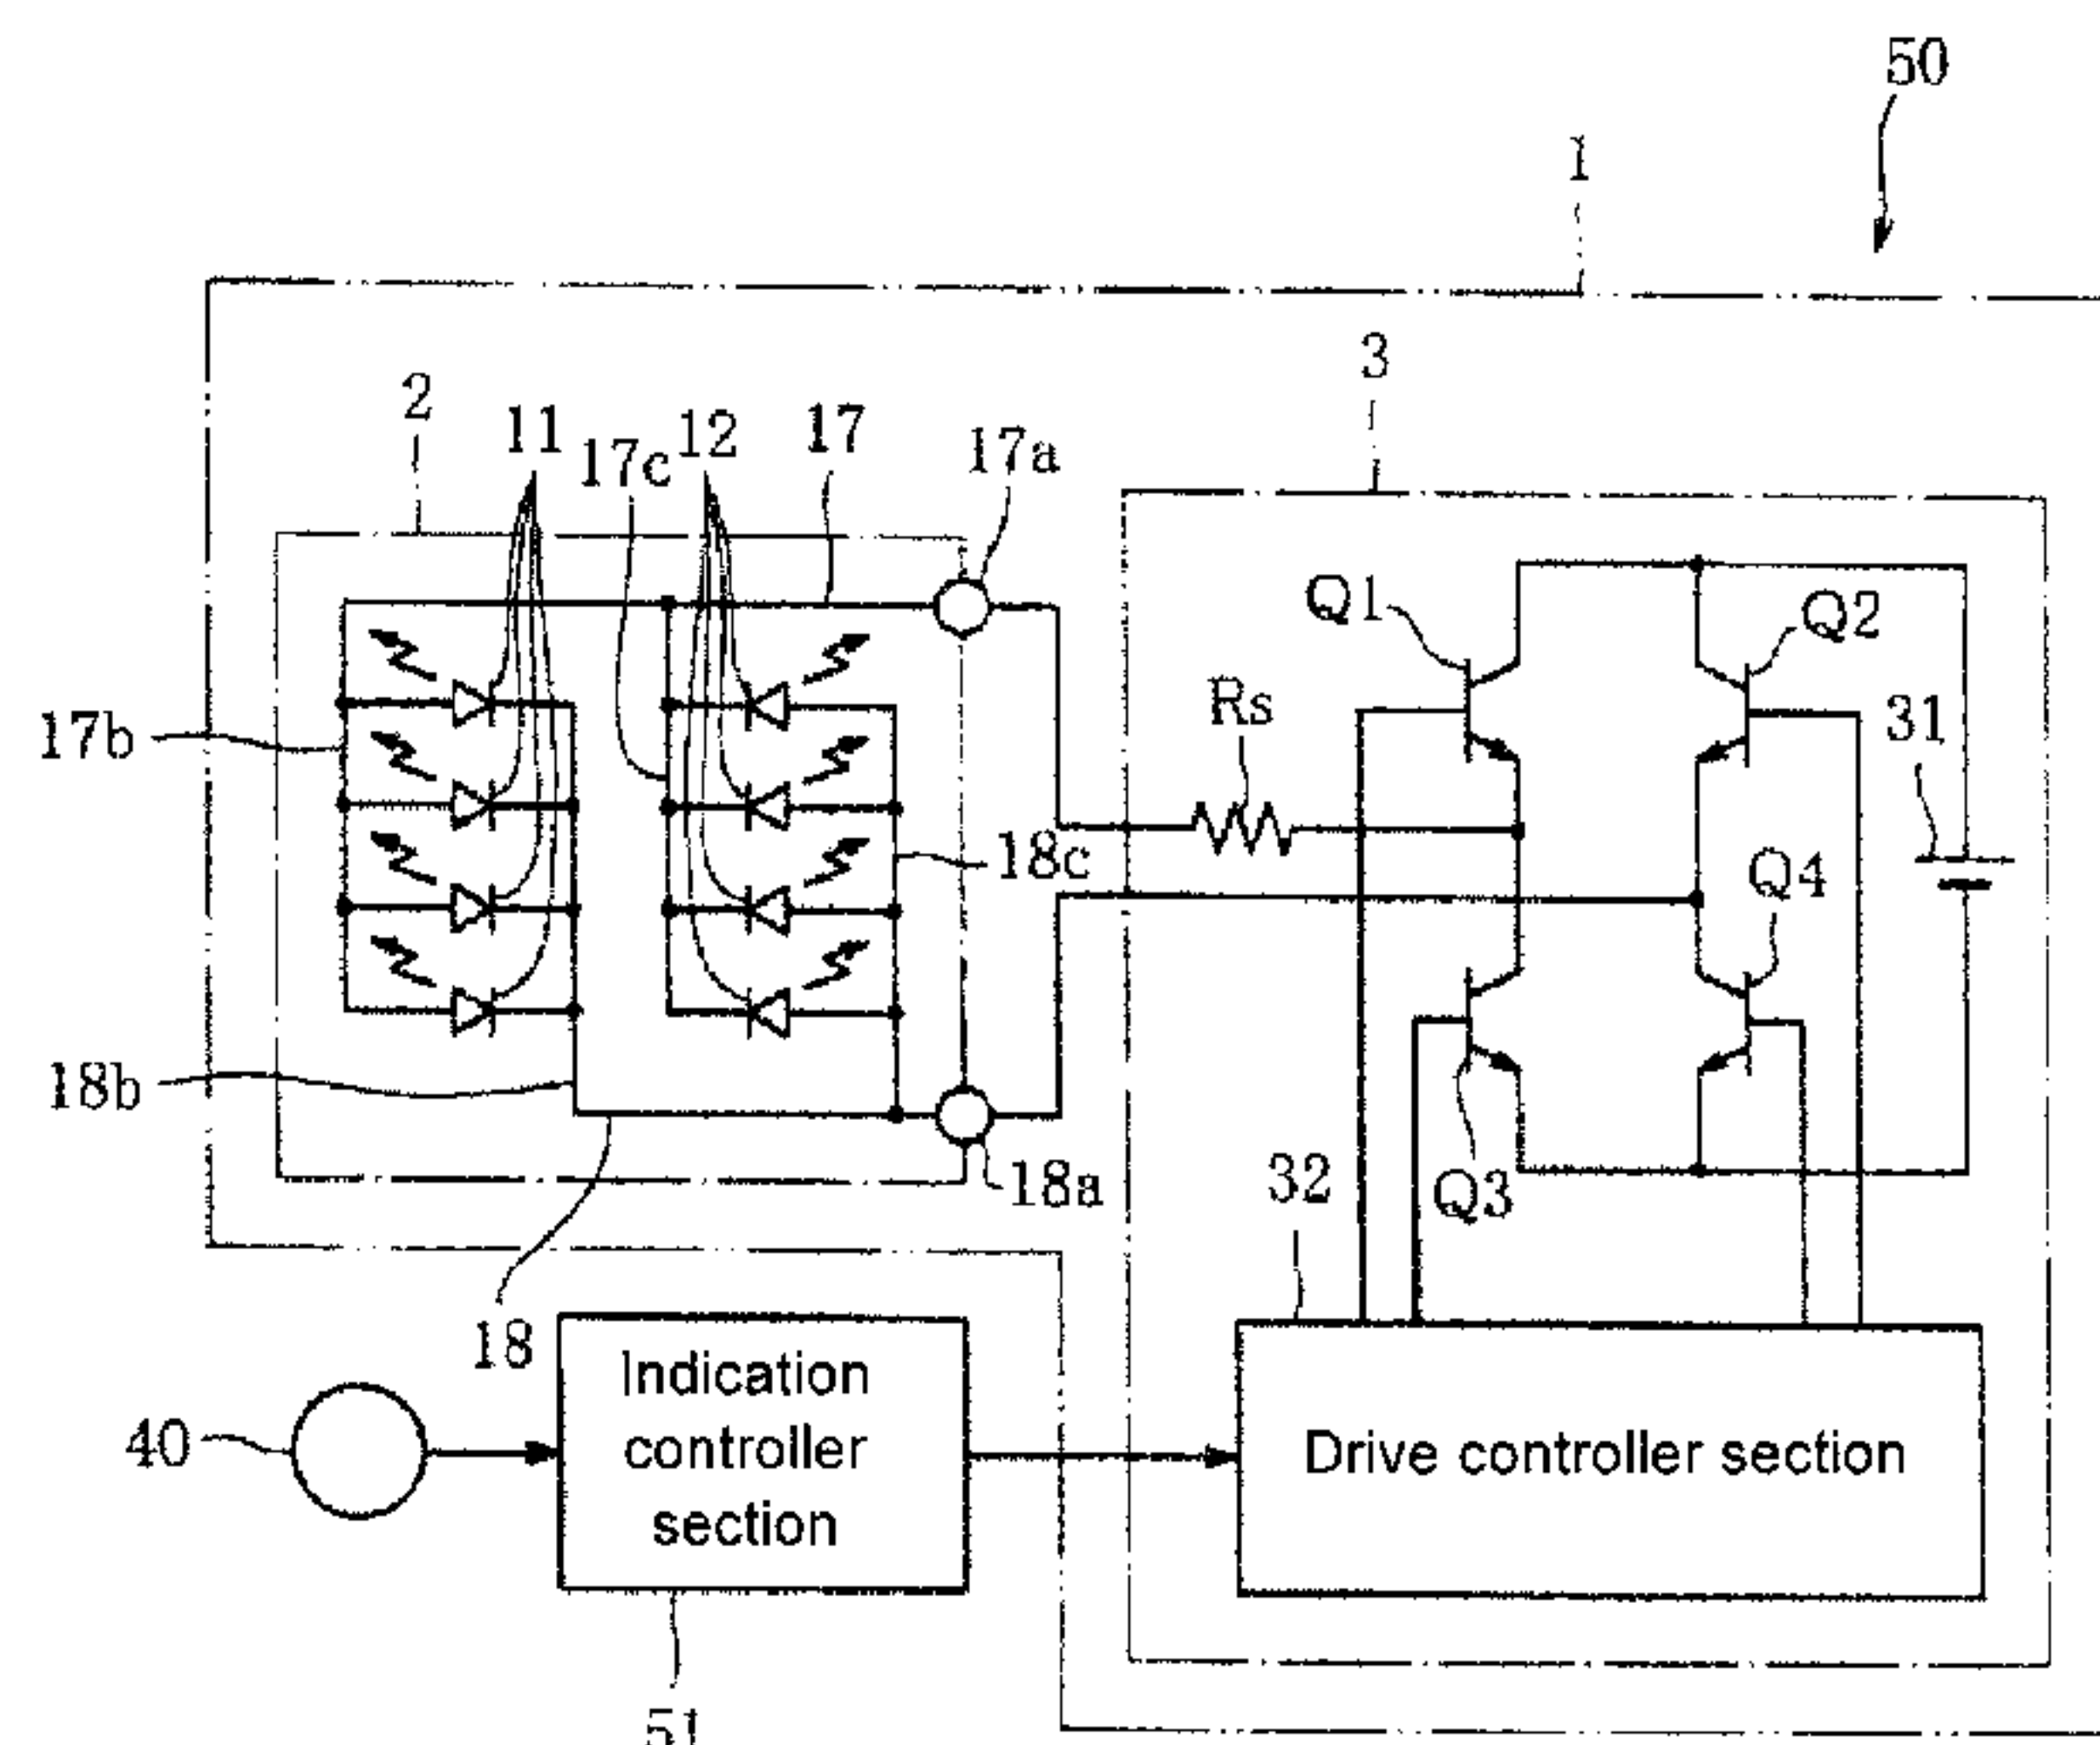 50
1
3
2
11
17c
12
17
17a
Q1
Q2
Rs
31
17b
18c
Q4
18b
18a
Q3
32
18
40
Indication
controller
section
Drive controller section
51